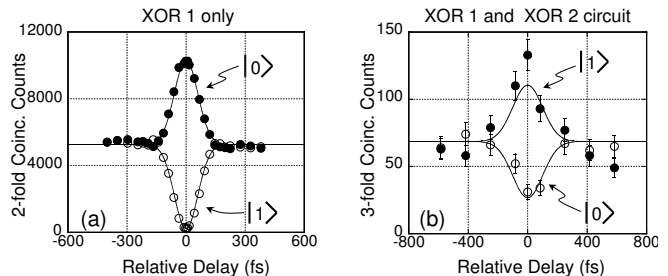 XOR 1 only
12000
8000
4000
0
2-fold Coinc. Counts
|0⟩
|1⟩
(a)
-600 -300 0 300 600
Relative Delay (fs)
XOR 1 and XOR 2 circuit
150
100
50
0
3-fold Coinc. Counts
|1⟩
|0⟩
(b)
-800 -400 0 400 800
Relative Delay (fs)